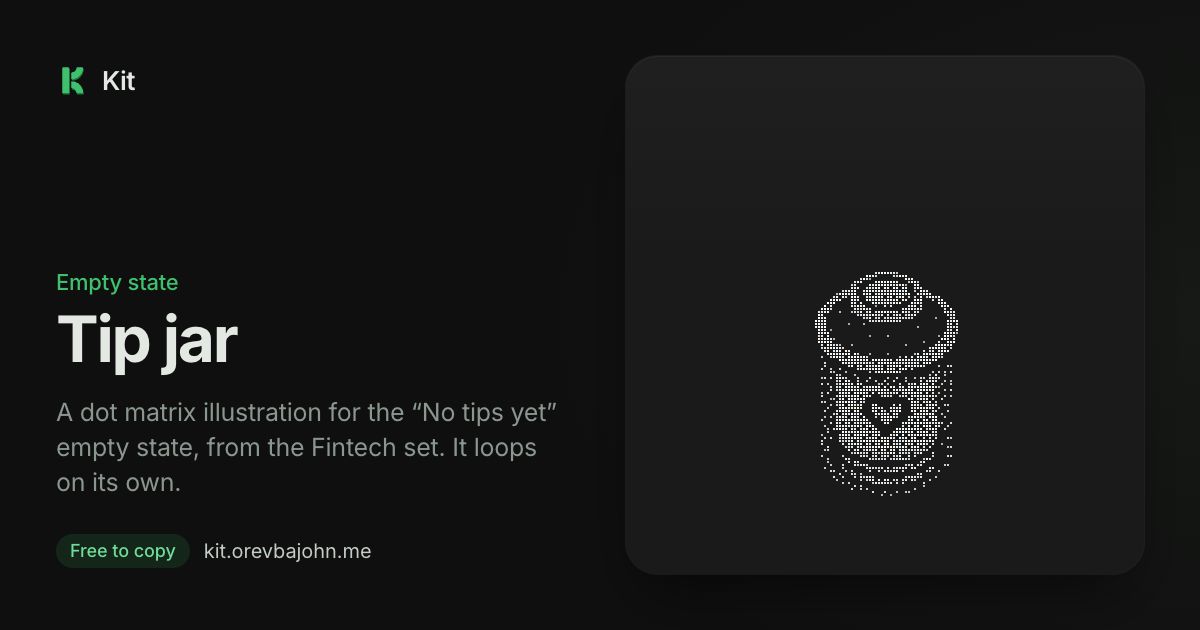 Kit
Empty state
Tip jar
A dot matrix illustration for the “No tips yet”
empty state, from the Fintech set. It loops
on its own.
Free to copy
kit.orevbajohn.me